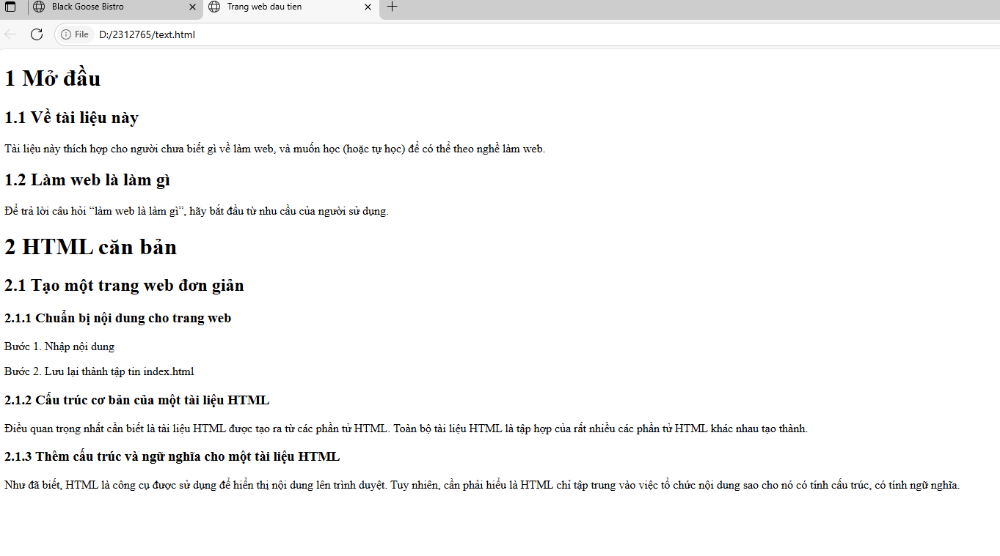 Black Goose Bistro
Trang web dau tien
File D:/2312765/text.html
1 Mở đầu
1.1 Về tài liệu này
Tài liệu này thích hợp cho người chưa biết gì về làm web, và muốn học (hoặc tự học) để có thể theo nghề làm web.
1.2 Làm web là làm gì
Để trả lời câu hỏi “làm web là làm gì”, hãy bắt đầu từ nhu cầu của người sử dụng.
2 HTML căn bản
2.1 Tạo một trang web đơn giản
2.1.1 Chuẩn bị nội dung cho trang web
Bước 1. Nhập nội dung
Bước 2. Lưu lại thành tập tin index.html
2.1.2 Cấu trúc cơ bản của một tài liệu HTML
Điều quan trọng nhất cần biết là tài liệu HTML được tạo ra từ các phần tử HTML. Toàn bộ tài liệu HTML là tập hợp của rất nhiều các phần tử HTML khác nhau tạo thành.
2.1.3 Thêm cấu trúc và ngữ nghĩa cho một tài liệu HTML
Như đã biết, HTML là công cụ được sử dụng để hiển thị nội dung lên trình duyệt. Tuy nhiên, cần phải hiểu là HTML chỉ tập trung vào việc tổ chức nội dung sao cho nó có tính cấu trúc, có tính ngữ nghĩa.